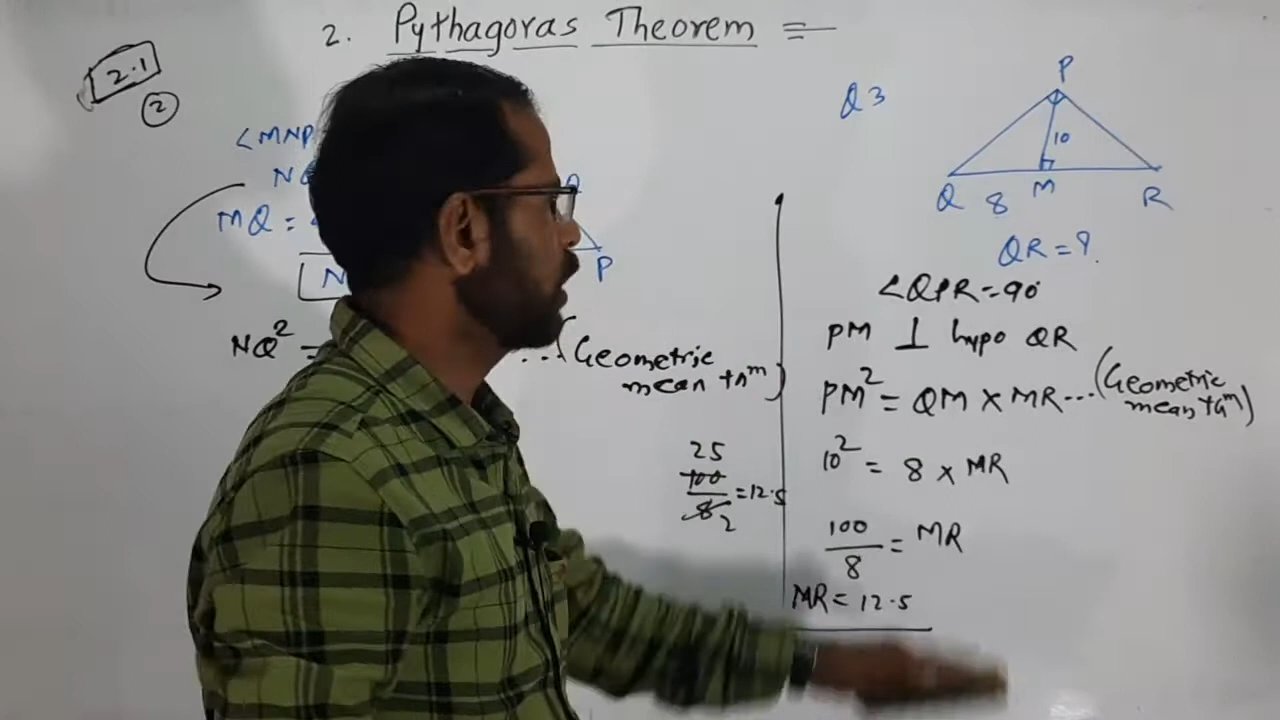 2. Pythagoras Theorem =
2.1
2
<MNP
MQ =
P
NQ² =
...(Geometric
mean thm)
25
100/8 = 12.5
2
Q3
P
10
Q 8 M R
QR = ?
<QPR = 90
PM ⊥ hypo QR
PM² = QM × MR...(Geometric
mean thm)
10² = 8 × MR
100/8 = MR
MR = 12.5